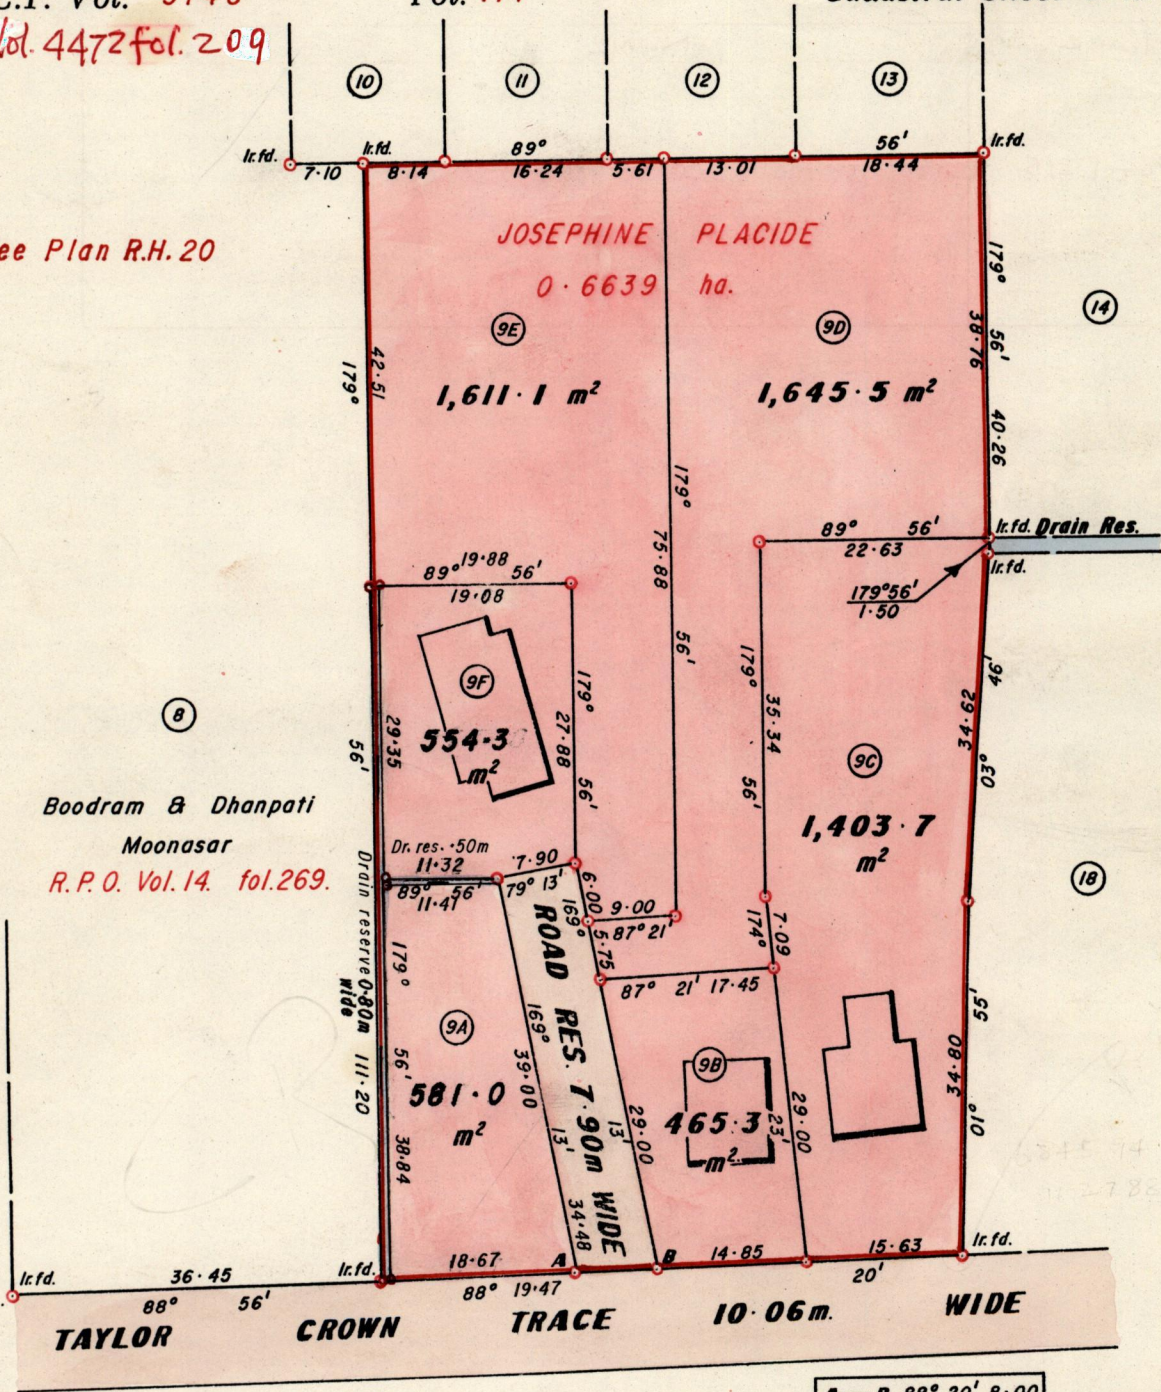 C.T. Vol.
Fol.
Vol. 4472 fol. 209
10
11
12
13
Ir.fd.
Ir.fd.
89°
56'
Ir.fd.
7·10
8·14
16·24
5·61
13·01
18·44
See Plan R.H. 20
JOSEPHINE PLACIDE
0·6639 ha.
9E
9D
14
1,611·1 m²
1,645·5 m²
179°
42·51
179°
38·76
56'
40·26
179°
75·88
56'
89° 56'
22·63
Ir.fd. Drain Res.
Ir.fd.
179°56'
1·50
19·88
89° 56'
19·08
9F
554·3
m²
29·35
56'
179°
27·88
56'
179°
35·34
56'
46'
34·62
03°
8
9C
1,403·7
m²
Boodram & Dhanpati
Moonasar
R.P.O. Vol. 14. fol. 269.
18
Dr. res. ·50m
11·32
89° 56'
11·47
7·90
79° 13'
6·00
169°
5·75
9·00
87° 21'
174°
7·09
87° 21' 17·45
Drain reserve 0·80m
wide
111·20
179°
56'
38·84
9A
581·0
m²
169°
39·00
13'
34·48
ROAD RES. 7·90m WIDE
29·00
13'
9B
465·3
m²
23'
29·00
55'
34·80
01°
Ir.fd.
36·45
88° 56'
Ir.fd.
18·67
A
B
14·85
15·63
Ir.fd.
88° 19·47
20'
TAYLOR CROWN TRACE 10·06m. WIDE
A - B 88° 20' 8·00